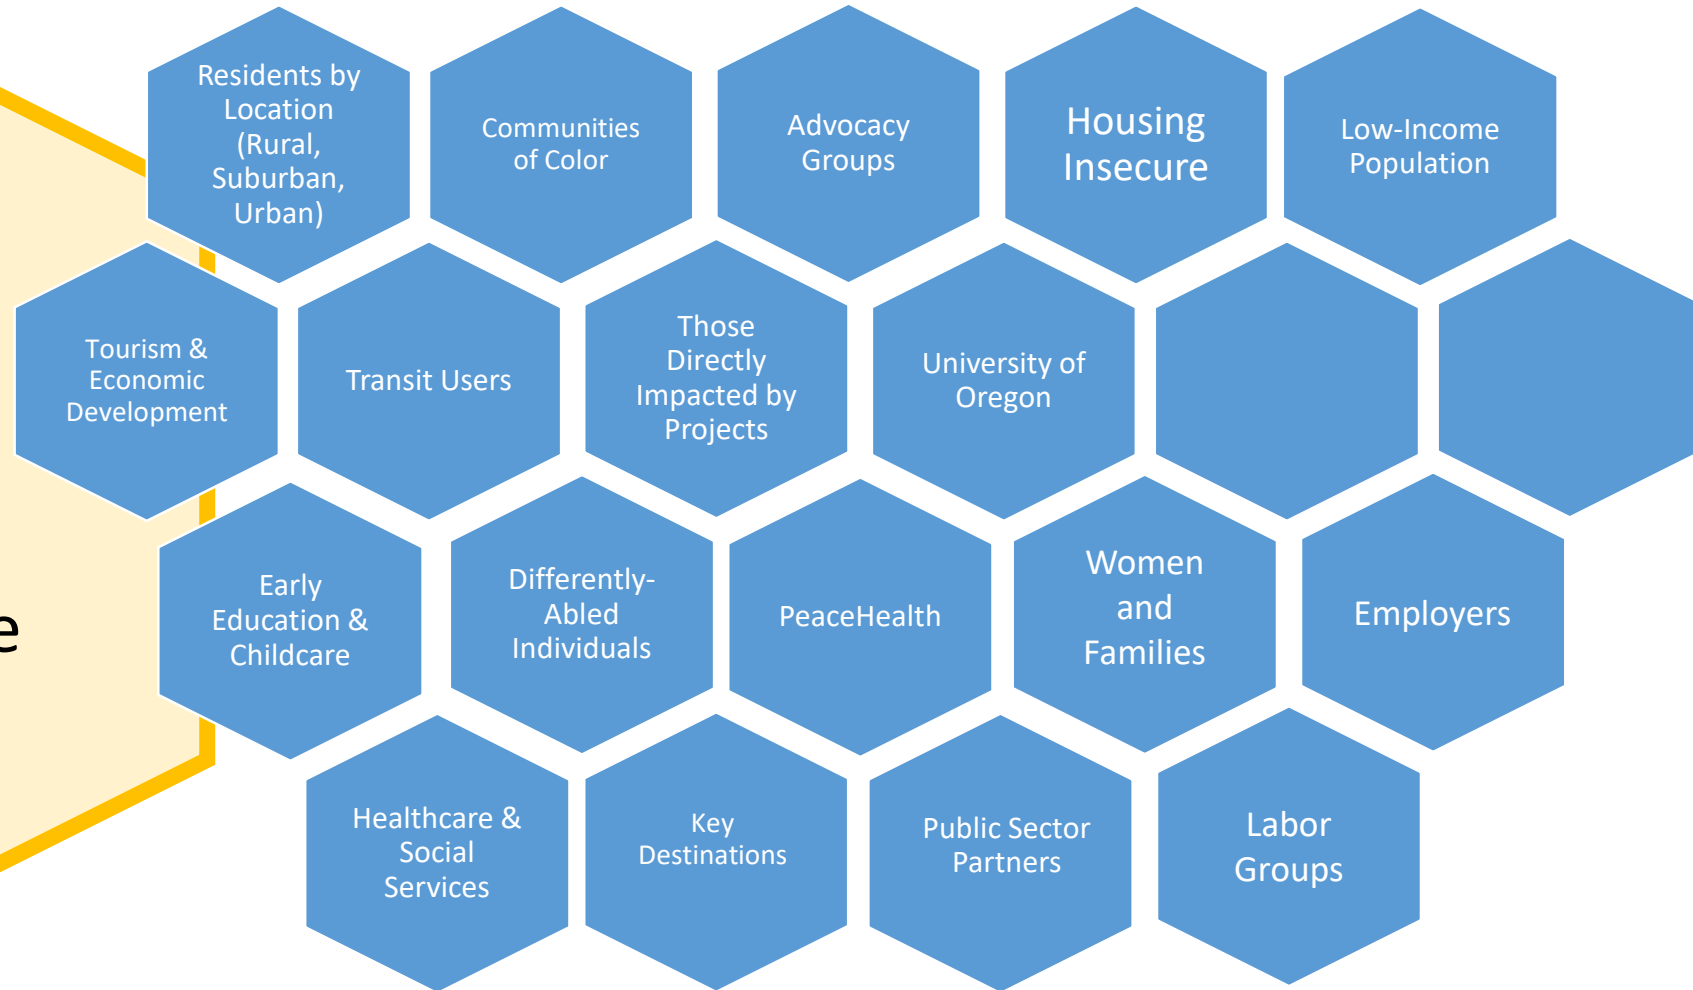 Residents by
Location
(Rural,
Suburban,
Urban)
Communities
of Color
Advocacy
Groups
Housing
Insecure
Low-Income
Population
Tourism &
Economic
Development
Transit Users
Those
Directly
Impacted by
Projects
University of
Oregon
e
Early
Education &
Childcare
Differently-
Abled
Individuals
PeaceHealth
Women
and
Families
Employers
Healthcare &
Social
Services
Key
Destinations
Public Sector
Partners
Labor
Groups